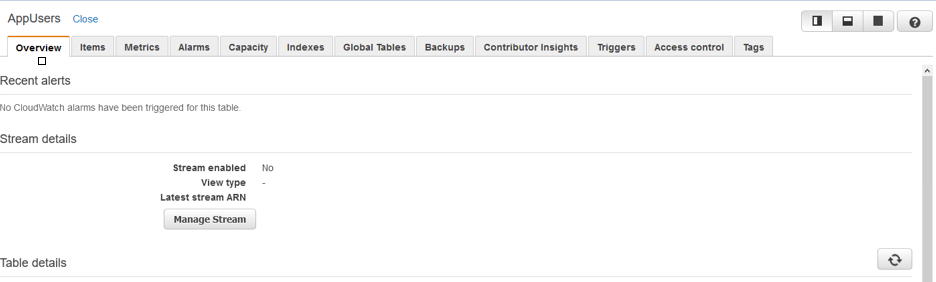 AppUsers Close
Overview Items Metrics Alarms Capacity Indexes Global Tables Backups Contributor Insights Triggers Access control Tags
Recent alerts
No CloudWatch alarms have been triggered for this table.
Stream details
Stream enabled No
View type -
Latest stream ARN
Manage Stream
Table details